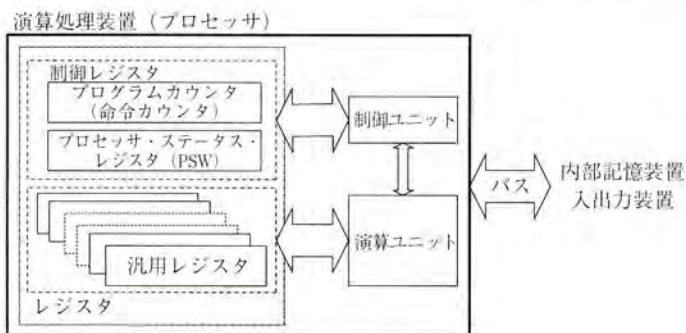 演算処理装置（プロセッサ）
制御レジスタ
プログラムカウンタ
(命令カウンタ)
プロセッサ・ステータス・
レジスタ (PSW)
汎用レジスタ
レジスタ
制御ユニット
演算ユニット
バス
内部記憶装置
入出力装置